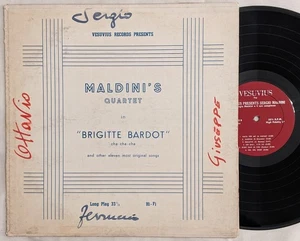 Sergio
VESUVIUS RECORDS PRESENTS
MALDINI'S
QUARTET
in
"BRIGITTE BARDOT"
cha cha cha
and other eleven more original songs
Ottavio
GIUSEPPE
Long Play 33⅓
Hi-Fi
Ferruccio
VESUVIUS